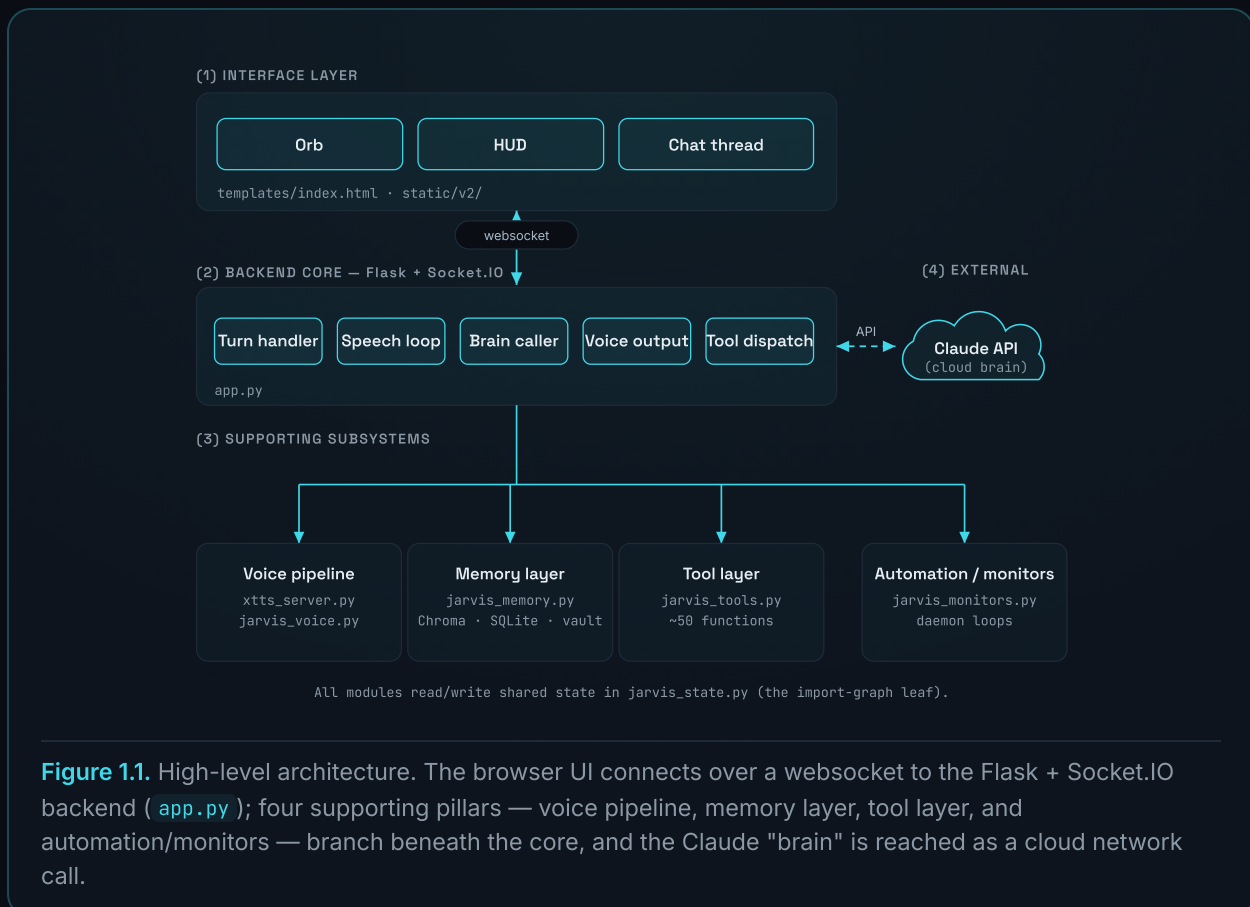 (1) INTERFACE LAYER
Orb
HUD
Chat thread
templates/index.html · static/v2/
websocket
(2) BACKEND CORE — Flask + Socket.IO
(4) EXTERNAL
Turn handler
Speech loop
Brain caller
Voice output
Tool dispatch
API
Claude API
(cloud brain)
app.py
(3) SUPPORTING SUBSYSTEMS
Voice pipeline
xtts_server.py
jarvis_voice.py
Memory layer
jarvis_memory.py
Chroma · SQLite · vault
Tool layer
jarvis_tools.py
~50 functions
Automation / monitors
jarvis_monitors.py
daemon loops
All modules read/write shared state in jarvis_state.py (the import-graph leaf).
Figure 1.1. High-level architecture. The browser UI connects over a websocket to the Flask + Socket.IO
backend (app.py); four supporting pillars — voice pipeline, memory layer, tool layer, and
automation/monitors — branch beneath the core, and the Claude "brain" is reached as a cloud network
call.